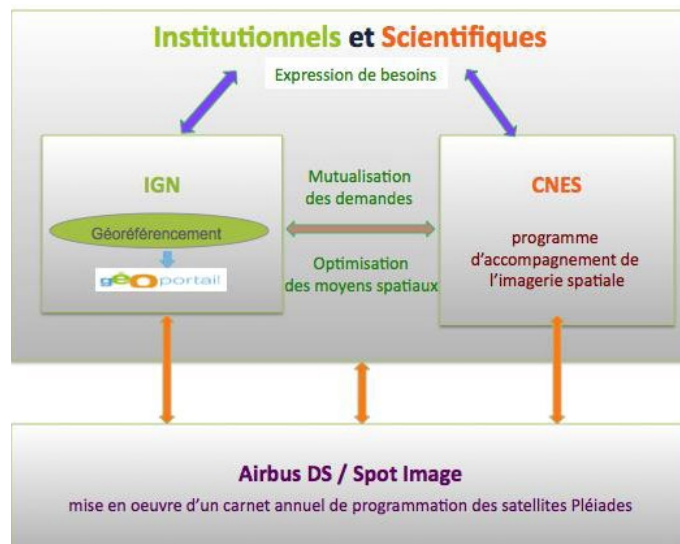 Institutionnels et Scientifiques
Expression de besoins
IGN
Géoréférencement
géoportail
Mutualisation
des demandes
Optimisation
des moyens spatiaux
CNES
programme
d'accompagnement de
l'imagerie spatiale
Airbus DS / Spot Image
mise en oeuvre d'un carnet annuel de programmation des satellites Pléiades